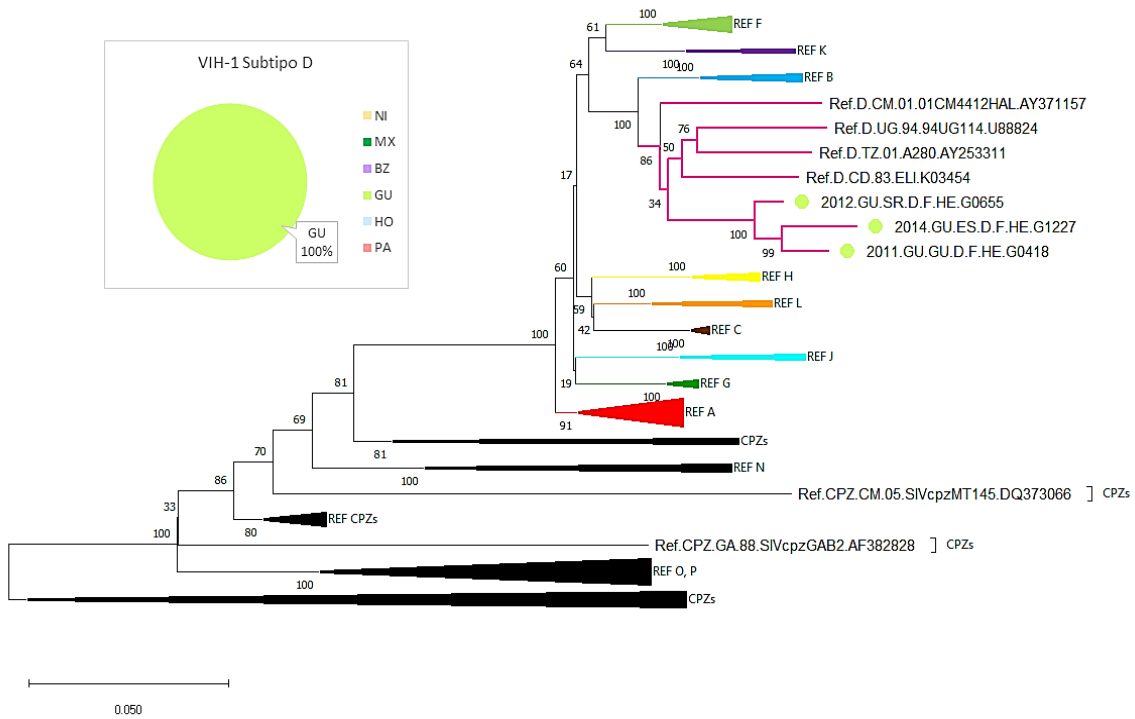 VIH-1 Subtipo D
NI
MX
BZ
GU
HO
PA
GU
100%
100
REF F
61
REF K
64
100
100
REF B
Ref.D.CM.01.01CM4412HAL.AY371157
100
76
Ref.D.UG.94.94UG114.U88824
50
86
Ref.D.TZ.01.A280.AY253311
17
Ref.D.CD.83.ELI.K03454
34
2012.GU.SR.D.F.HE.G0655
2014.GU.ES.D.F.HE.G1227
100
99
2011.GU.GU.D.F.HE.G0418
60
100
REF H
100
REF L
59
42
REF C
100
100
100
REF J
19
REF G
81
100
REF A
91
69
81
CPZs
70
100
REF N
86
Ref.CPZ.CM.05.SIVcpzMT145.DQ373066
CPZs
33
REF CPZs
100
80
Ref.CPZ.GA.88.SIVcpzGAB2.AF382828
CPZs
REF O, P
100
CPZs
0.050